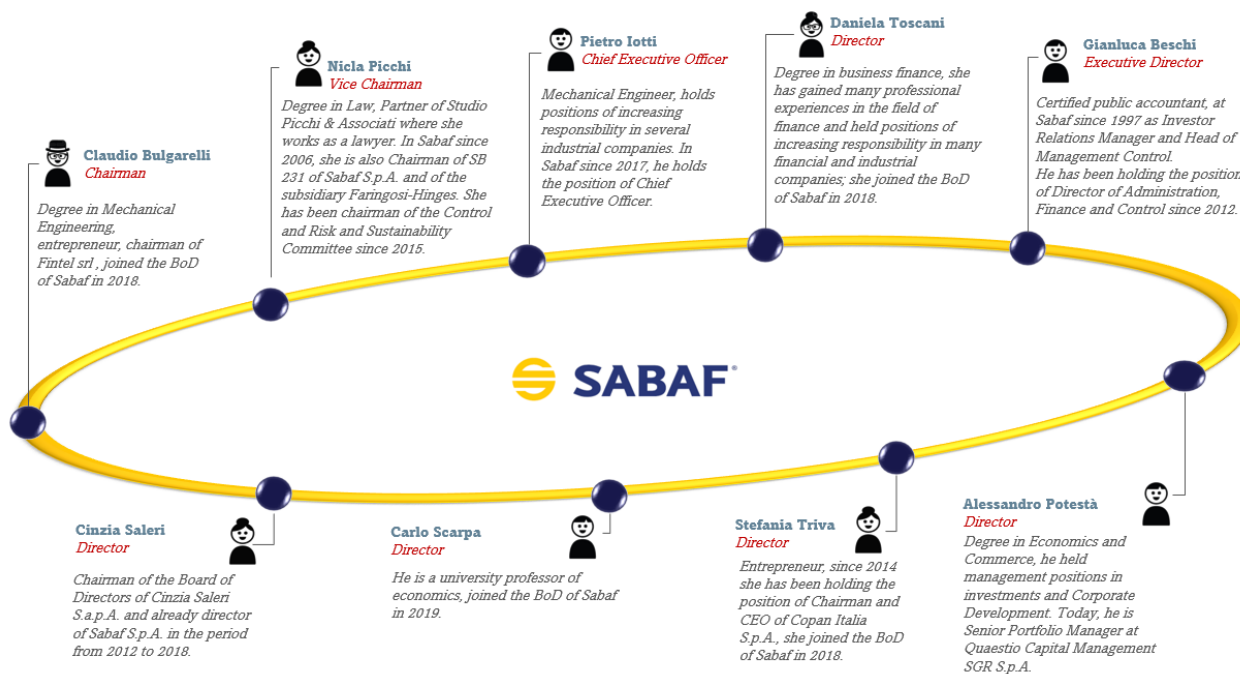 Claudio Bulgarelli
Chairman
Degree in Mechanical
Engineering,
entrepreneur, chairman of
Fintel srl , joined the BoD
of Sabaf in 2018.
Nicla Picchi
Vice Chairman
Degree in Law, Partner of Studio
Picchi & Associati where she
works as a lawyer. In Sabaf since
2006, she is also Chairman of SB
231 of Sabaf S.p.A. and of the
subsidiary Faringosi-Hinges. She
has been chairman of the Control
and Risk and Sustainability
Committee since 2015.
Pietro Iotti
Chief Executive Officer
Mechanical Engineer, holds
positions of increasing
responsibility in several
industrial companies. In
Sabaf since 2017, he holds
the position of Chief
Executive Officer.
Daniela Toscani
Director
Degree in business finance, she
has gained many professional
experiences in the field of
finance and held positions of
increasing responsibility in many
financial and industrial
companies; she joined the BoD
of Sabaf in 2018.
Gianluca Beschi
Executive Director
Certified public accountant, at
Sabaf since 1997 as Investor
Relations Manager and Head of
Management Control.
He has been holding the position
of Director of Administration,
Finance and Control since 2012.
SABAF®
Cinzia Saleri
Director
Chairman of the Board of
Directors of Cinzia Saleri
S.a.p.A. and already director
of Sabaf S.p.A. in the period
from 2012 to 2018.
Carlo Scarpa
Director
He is a university professor of
economics, joined the BoD of Sabaf
in 2019.
Stefania Triva
Director
Entrepreneur, since 2014
she has been holding the
position of Chairman and
CEO of Copan Italia
S.p.A., she joined the BoD
of Sabaf in 2018.
Alessandro Potestà
Director
Degree in Economics and
Commerce, he held
management positions in
investments and Corporate
Development. Today, he is
Senior Portfolio Manager at
Quaestio Capital Management
SGR S.p.A.